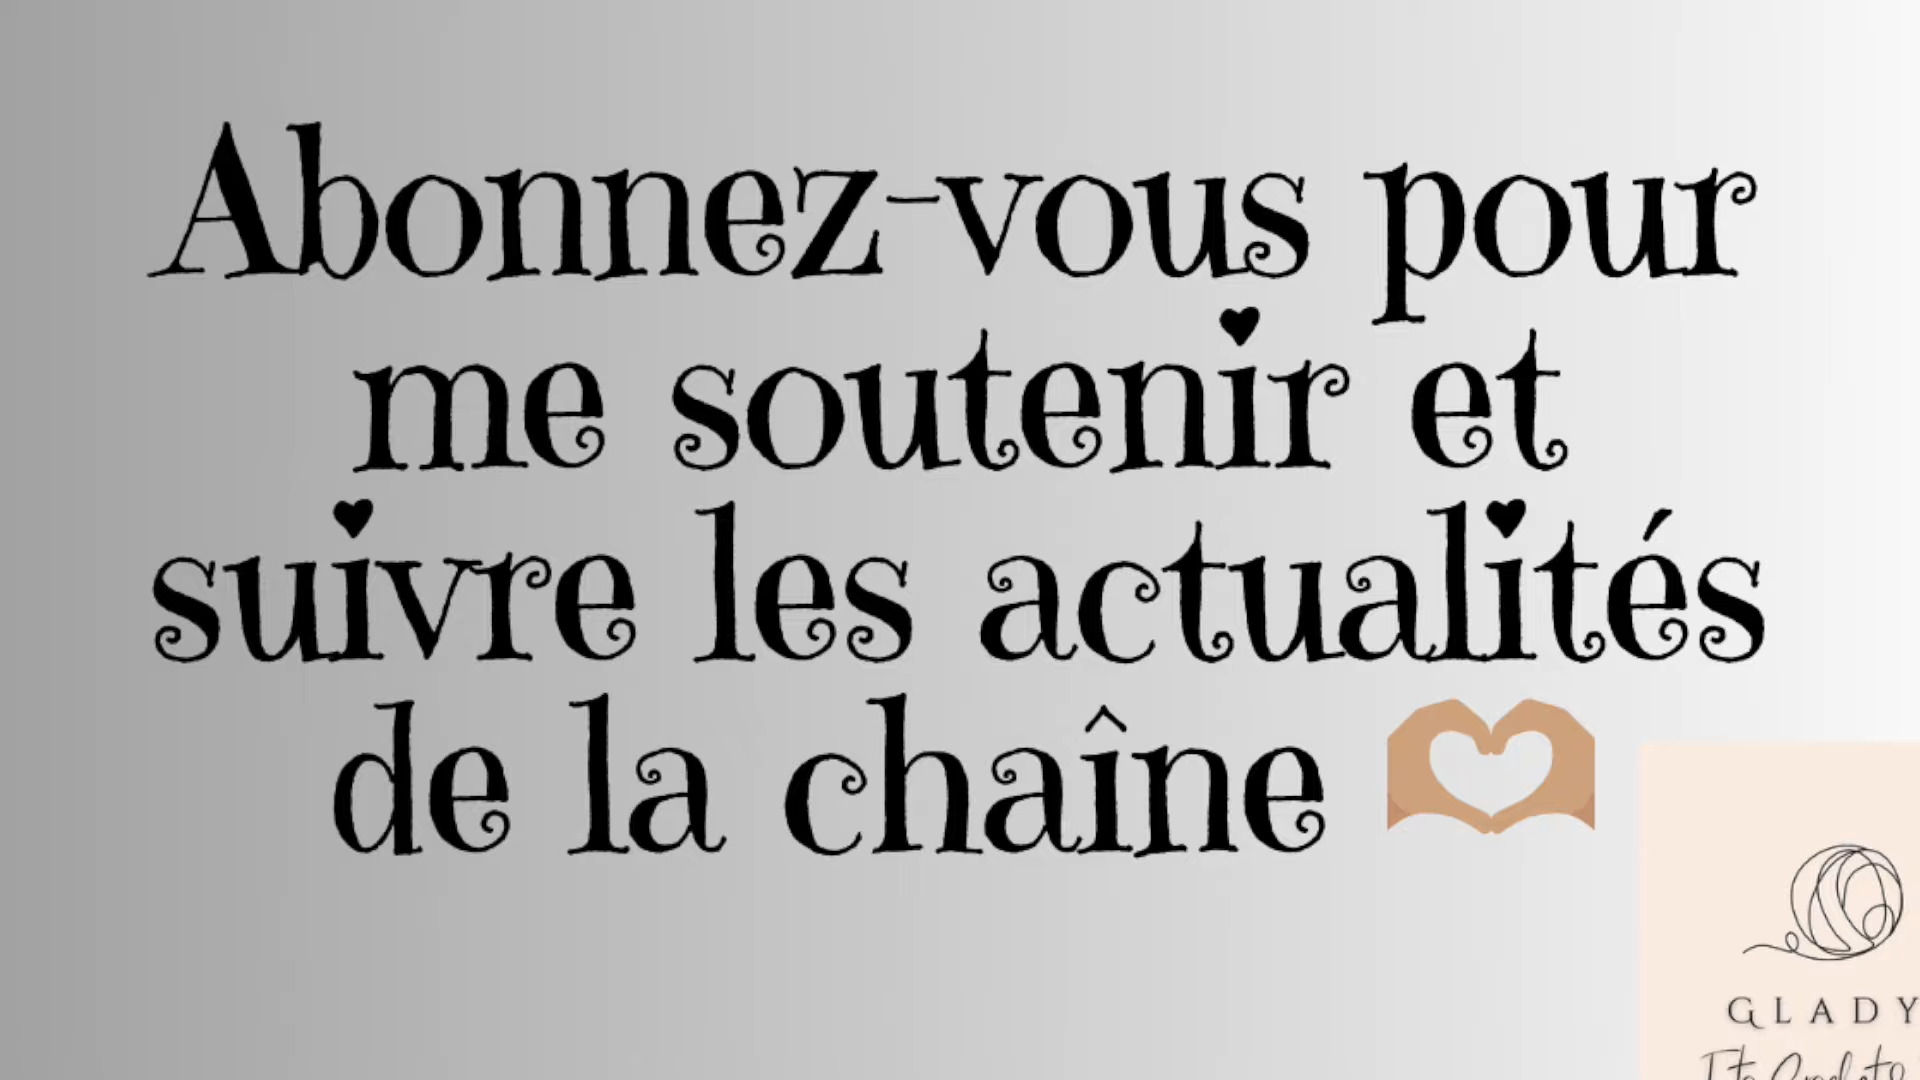 Abonnez-vous pour
me soutenir et
suivre les actualités
de la chaîne
GLADY